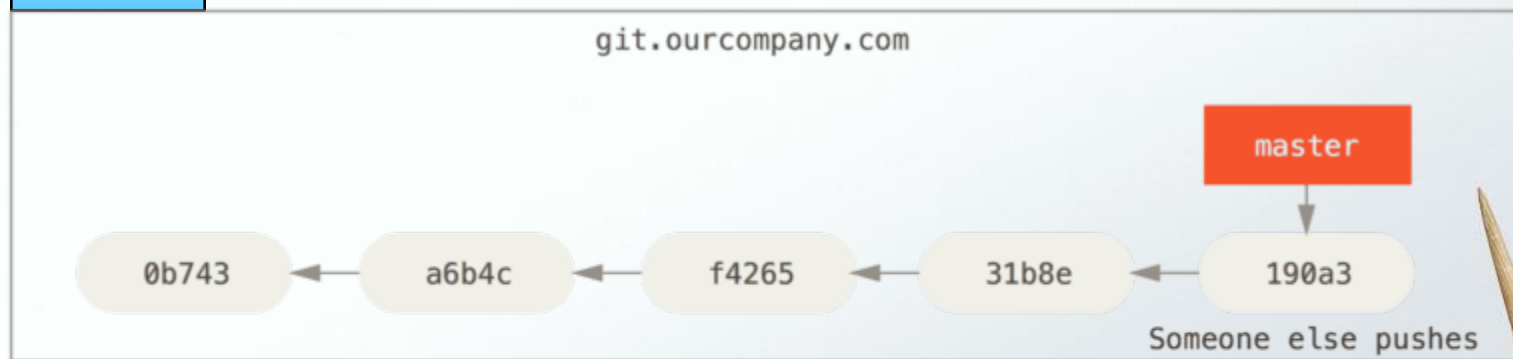 git.ourcompany.com
master
0b743 a6b4c f4265 31b8e 190a3
Someone else pushes